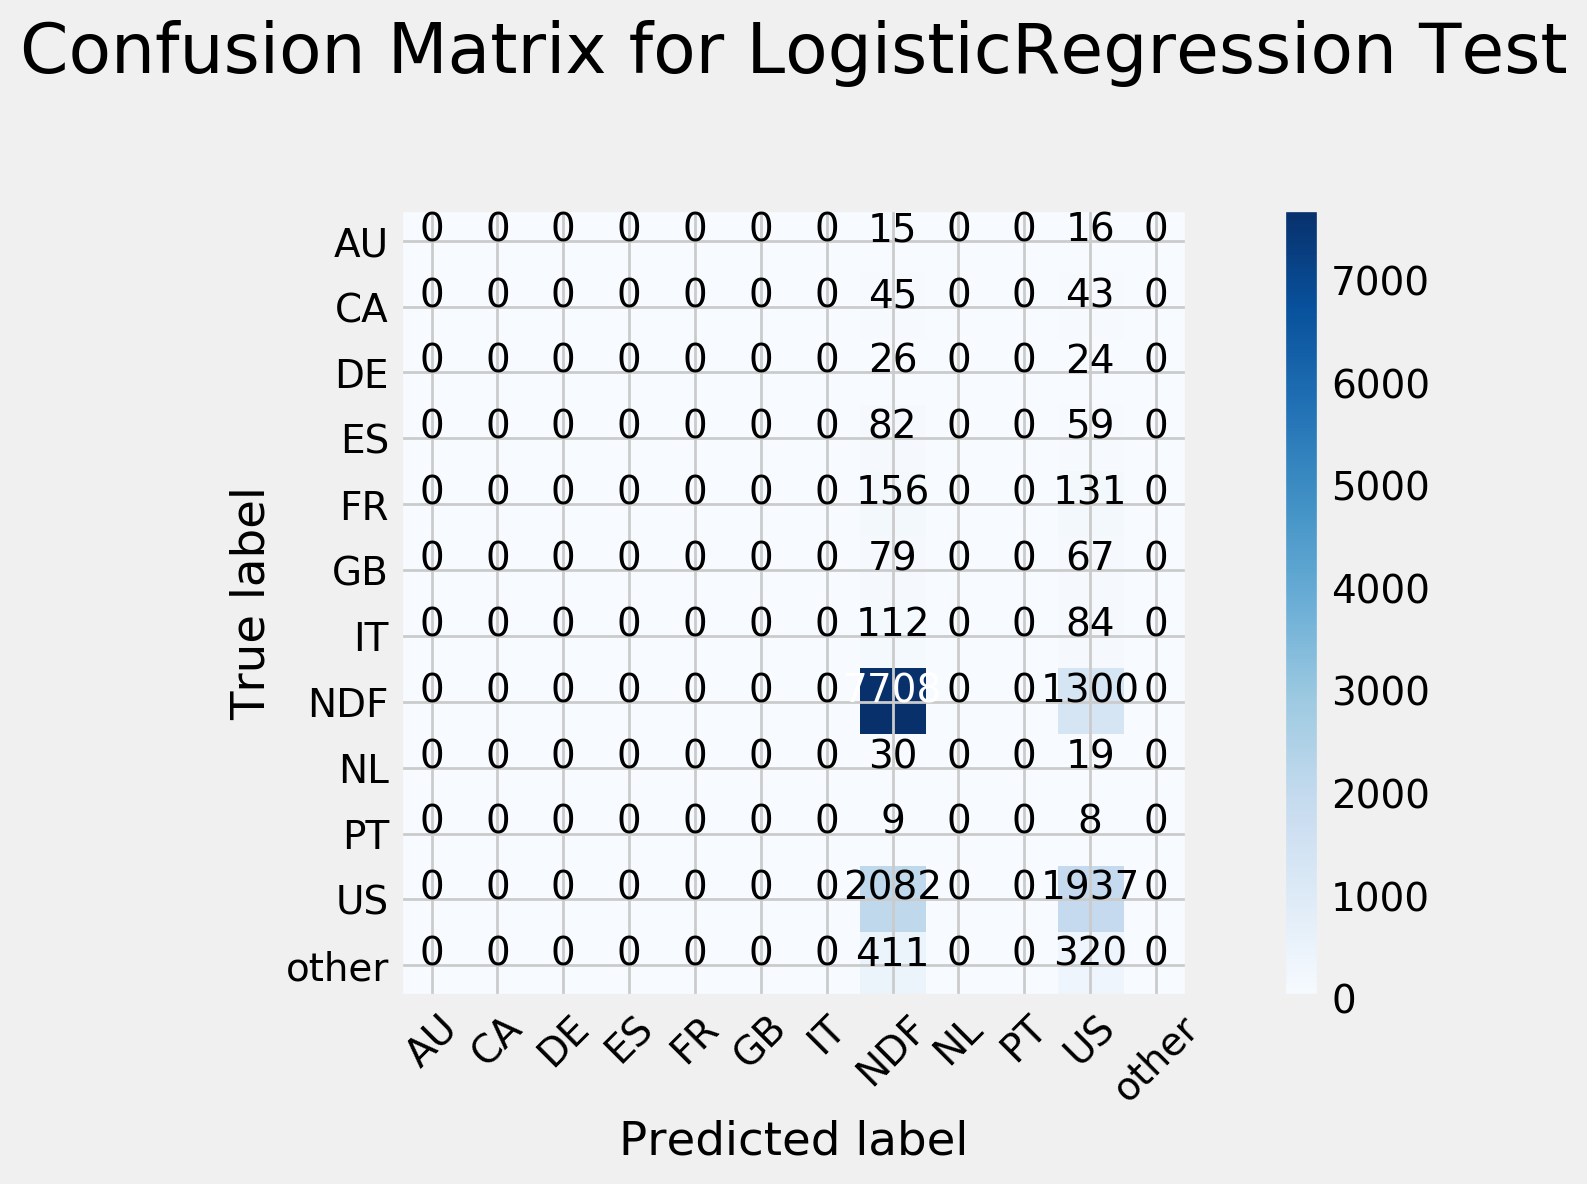 Confusion Matrix for LogisticRegression Test
AU 0 0 0 0 0 0 0 15 0 0 16 0
CA 0 0 0 0 0 0 0 45 0 0 43 0
DE 0 0 0 0 0 0 0 26 0 0 24 0
ES 0 0 0 0 0 0 0 82 0 0 59 0
FR 0 0 0 0 0 0 0 156 0 0 131 0
GB 0 0 0 0 0 0 0 79 0 0 67 0
IT 0 0 0 0 0 0 0 112 0 0 84 0
NDF 0 0 0 0 0 0 0 7708 0 0 1300 0
NL 0 0 0 0 0 0 0 30 0 0 19 0
PT 0 0 0 0 0 0 0 9 0 0 8 0
US 0 0 0 0 0 0 0 2082 0 0 1937 0
other 0 0 0 0 0 0 0 411 0 0 320 0
AU CA DE ES FR GB IT NDF NL PT US other
True label
Predicted label
7000
6000
5000
4000
3000
2000
1000
0